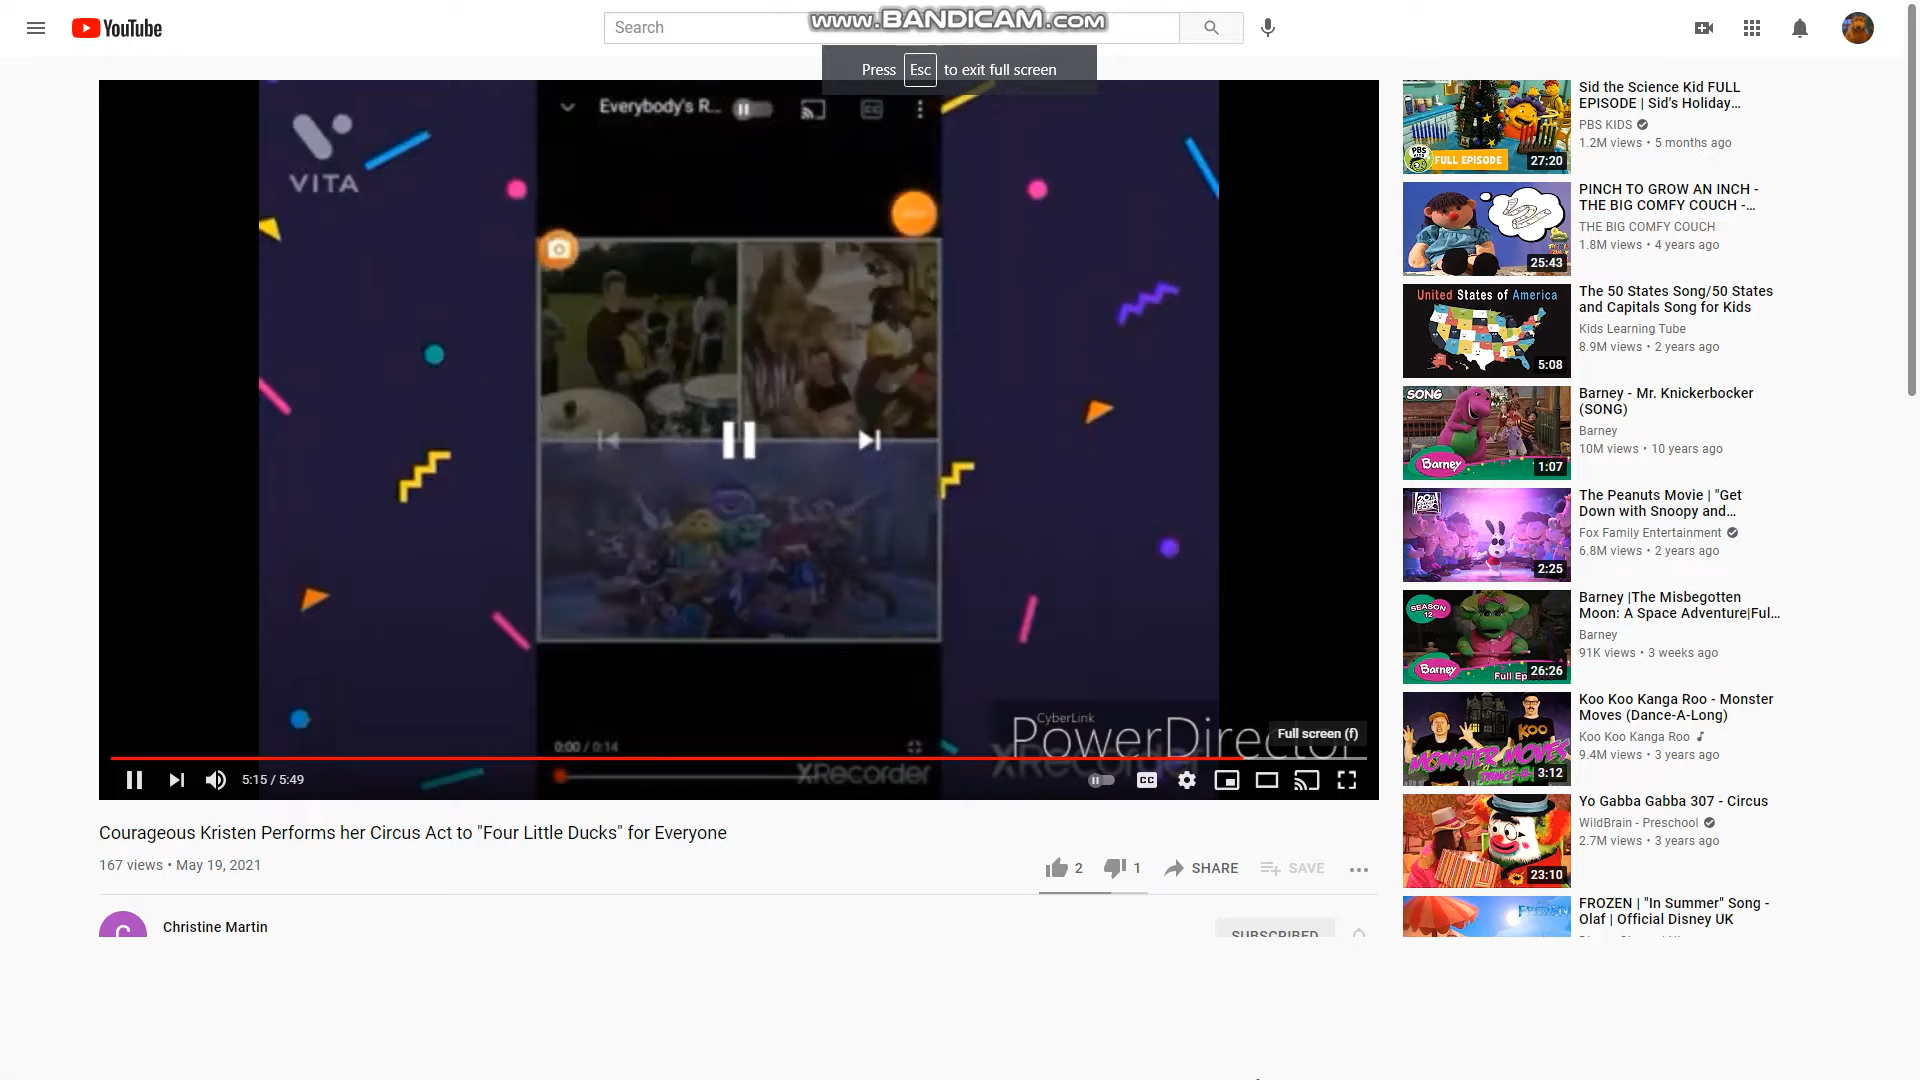 YouTube
Search
www.BANDICAM.com
Press Esc to exit full screen
VITA
Everybody's R...
CC
0:00 / 0:14
CyberLink
PowerDirector
XRecorder
Full screen (f)
5:15 / 5:49
CC
Courageous Kristen Performs her Circus Act to "Four Little Ducks" for Everyone
167 views • May 19, 2021
2
1
SHARE
SAVE
C
Christine Martin
SUBSCRIBED
PBS KIDS
FULL EPISODE
27:20
Sid the Science Kid FULL
EPISODE | Sid's Holiday...
PBS KIDS
1.2M views • 5 months ago
25:43
PINCH TO GROW AN INCH -
THE BIG COMFY COUCH -...
THE BIG COMFY COUCH
1.8M views • 4 years ago
United States of America
5:08
The 50 States Song/50 States
and Capitals Song for Kids
Kids Learning Tube
8.9M views • 2 years ago
SONG
Barney
1:07
Barney - Mr. Knickerbocker
(SONG)
Barney
10M views • 10 years ago
2:25
The Peanuts Movie | "Get
Down with Snoopy and...
Fox Family Entertainment
6.8M views • 2 years ago
SEASON
12
Barney
Full Ep
26:26
Barney |The Misbegotten
Moon: A Space Adventure|Ful...
Barney
91K views • 3 weeks ago
KOO
KOO
MONSTER MOVES
3:12
Koo Koo Kanga Roo - Monster
Moves (Dance-A-Long)
Koo Koo Kanga Roo
9.4M views • 3 years ago
23:10
Yo Gabba Gabba 307 - Circus
WildBrain - Preschool
2.7M views • 3 years ago
FROZEN
FROZEN | "In Summer" Song -
Olaf | Official Disney UK